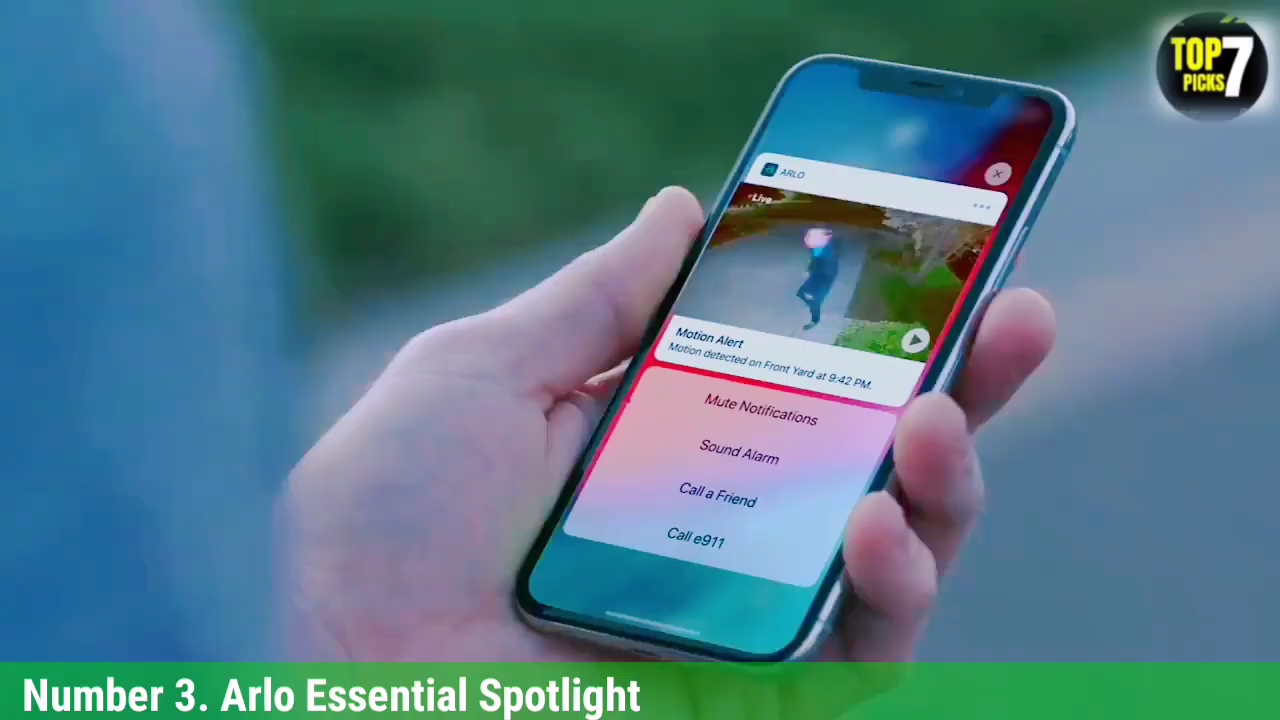 TOP
PICKS 7
ARLO
Live
Motion Alert
Motion detected on Front Yard at 9:42 PM.
Mute Notifications
Sound Alarm
Call a Friend
Call e911
Number 3. Arlo Essential Spotlight